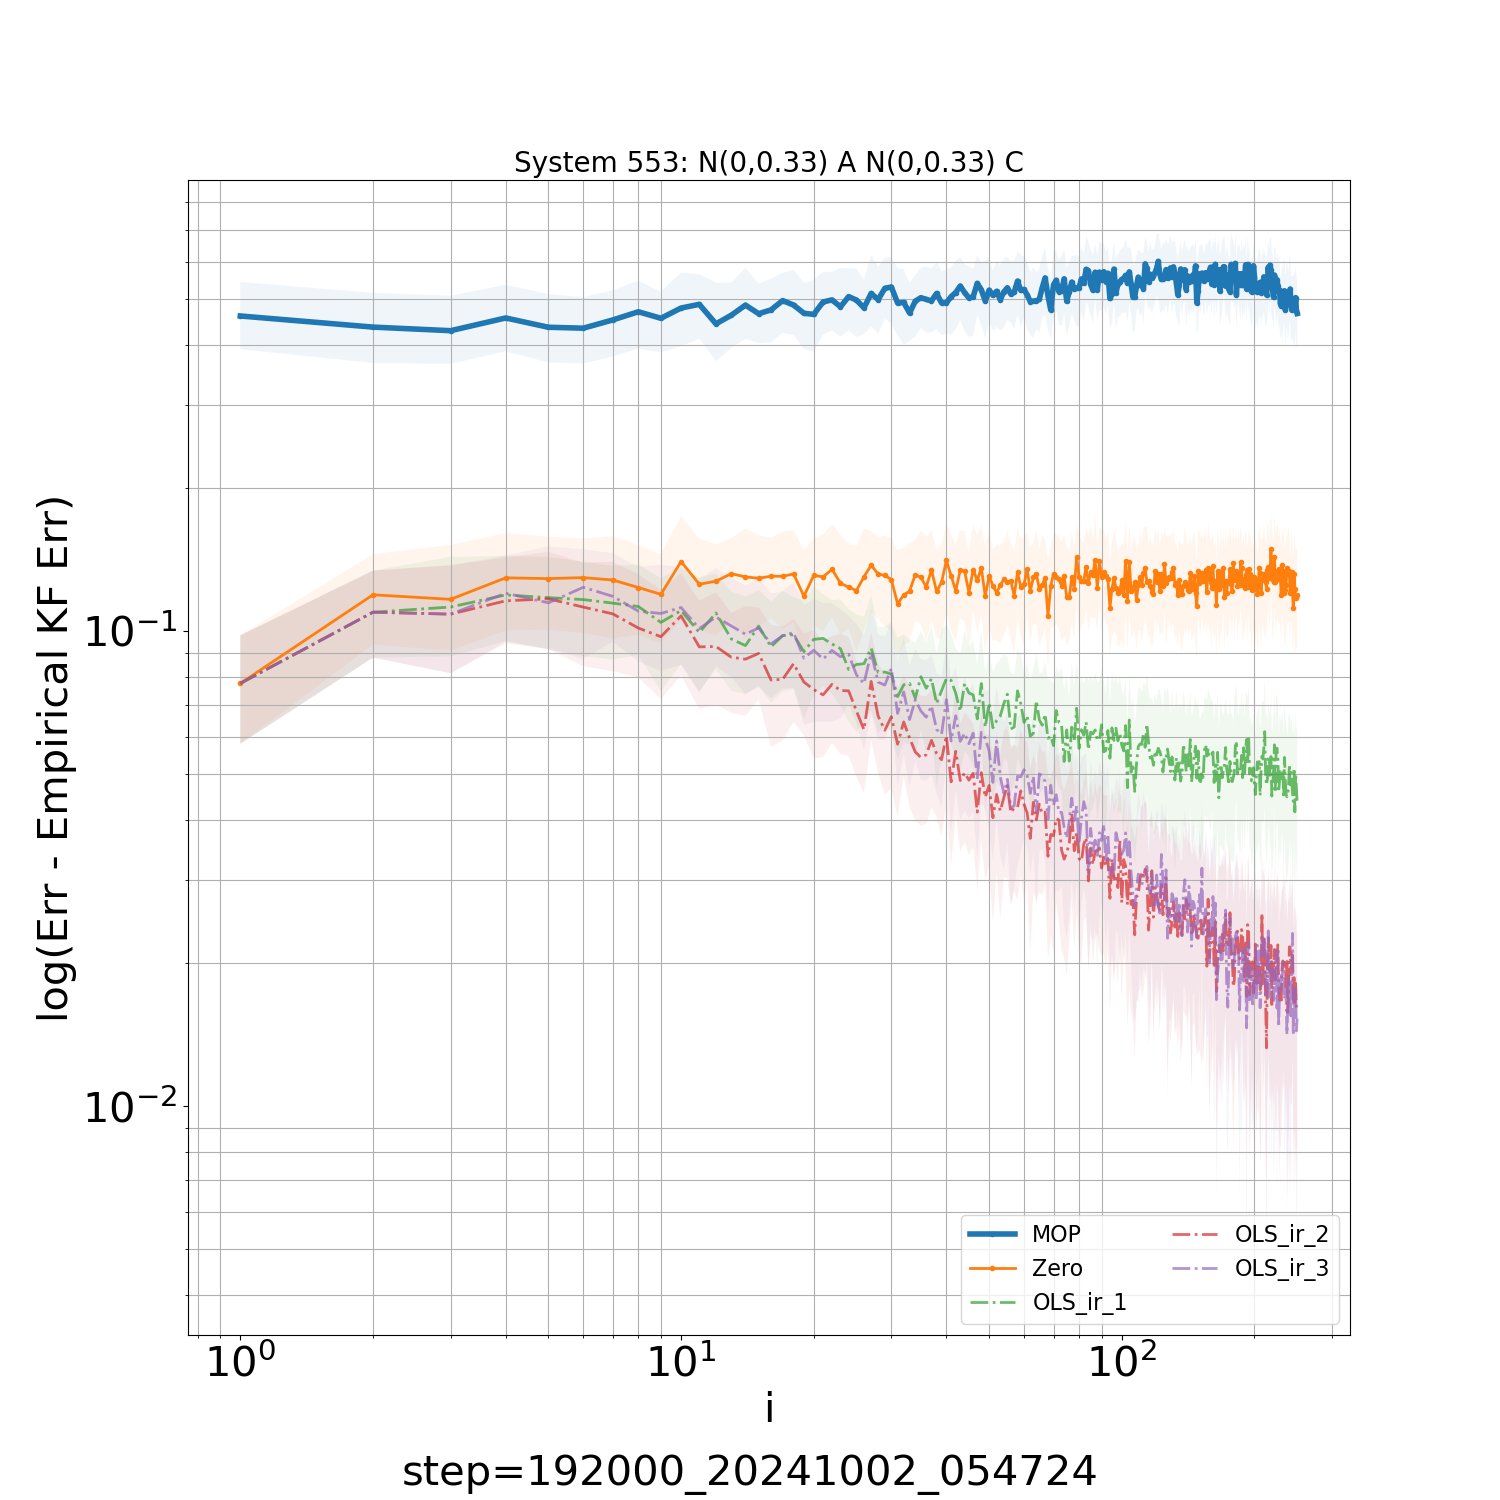 System 553: N(0,0.33) A N(0,0.33) C
log(Err - Empirical KF Err)
10⁻¹
10⁻²
MOP
Zero
OLS_ir_1
OLS_ir_2
OLS_ir_3
10⁰
10¹
10²
i
step=192000_20241002_054724